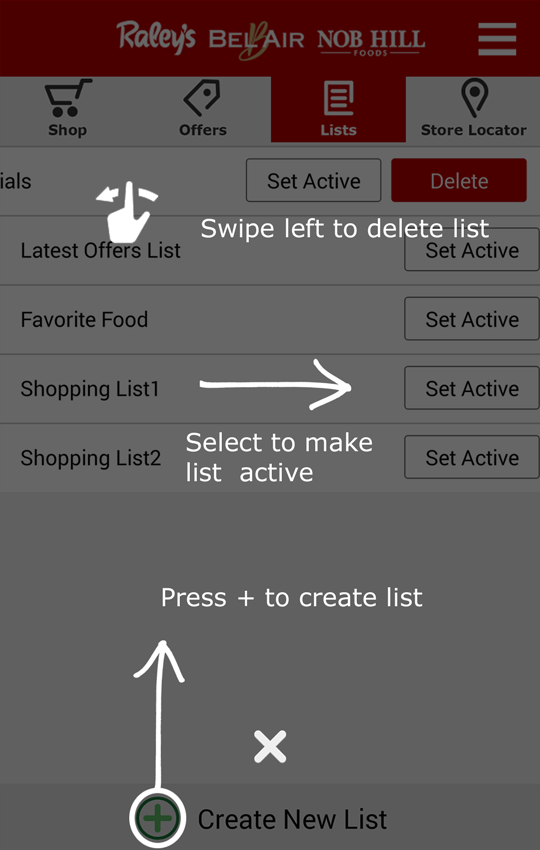 Raley's BELAIR NOB HILL
FOODS
Shop Offers Lists Store Locator
ials Set Active Delete
Swipe left to delete list
Latest Offers List Set Active
Favorite Food Set Active
Shopping List1 Set Active
Select to make
list active
Shopping List2 Set Active
Press + to create list
Create New List